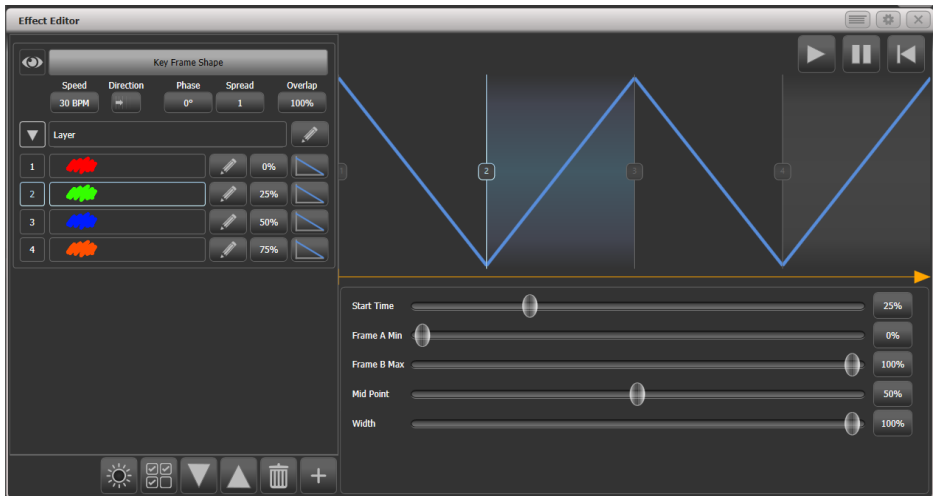 Effect Editor
Key Frame Shape
Speed Direction Phase Spread Overlap
30 BPM 0° 1 100%
Layer
1 0%
2 25%
3 50%
4 75%
1 2 3 4
Start Time 25%
Frame A Min 0%
Frame B Max 100%
Mid Point 50%
Width 100%